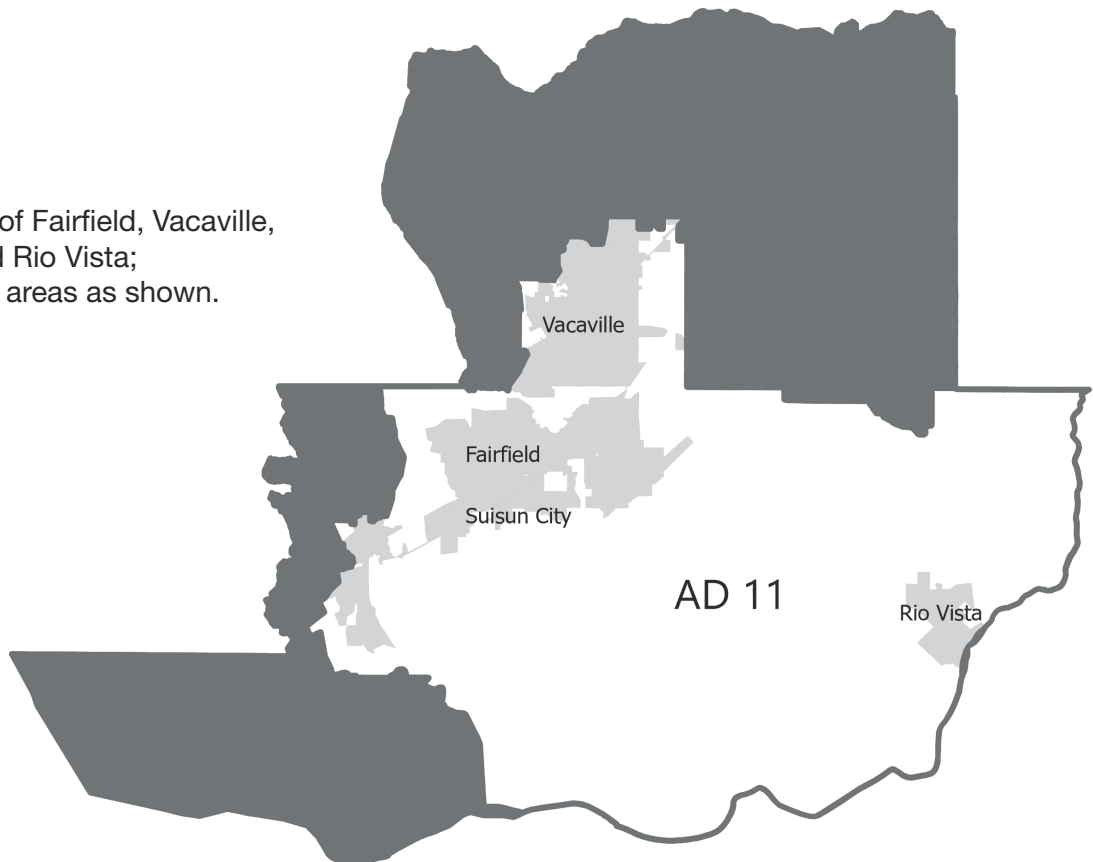 of Fairfield, Vacaville,
Rio Vista;
areas as shown.
Vacaville
Fairfield
Suisun City
AD 11
Rio Vista